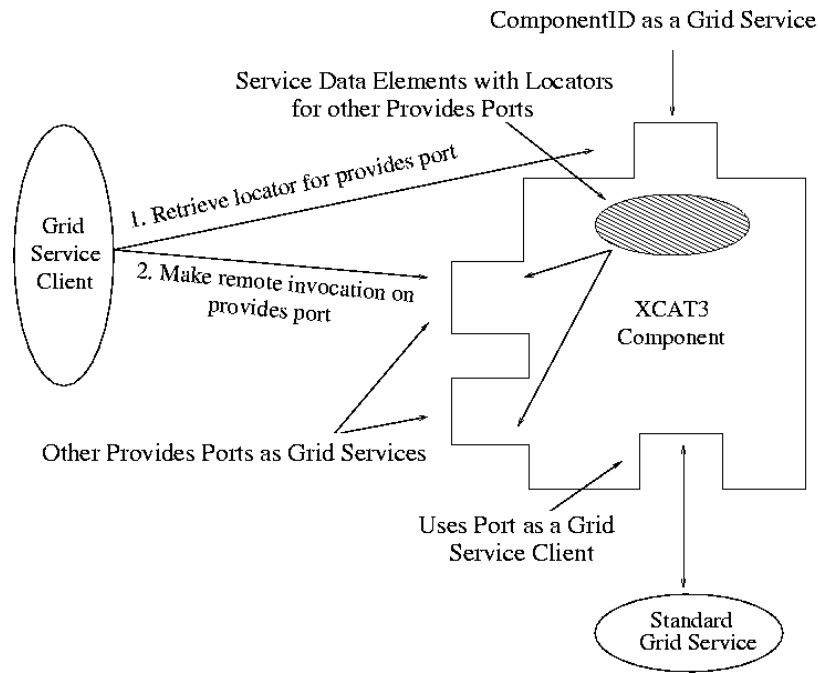 ComponentID as a Grid Service
Service Data Elements with Locators
for other Provides Ports
1. Retrieve locator for provides port
Grid
Service
Client
2. Make remote invocation on
provides port
XCAT3
Component
Other Provides Ports as Grid Services
Uses Port as a Grid
Service Client
Standard
Grid Service